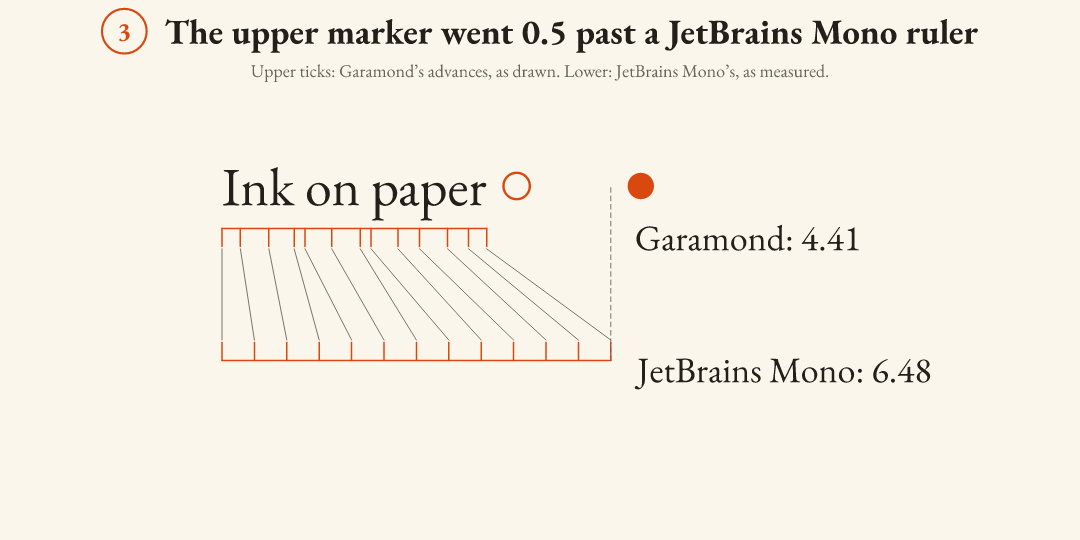 3 The upper marker went 0.5 past a JetBrains Mono ruler
Upper ticks: Garamond’s advances, as drawn. Lower: JetBrains Mono’s, as measured.
Ink on paper
Garamond: 4.41
JetBrains Mono: 6.48